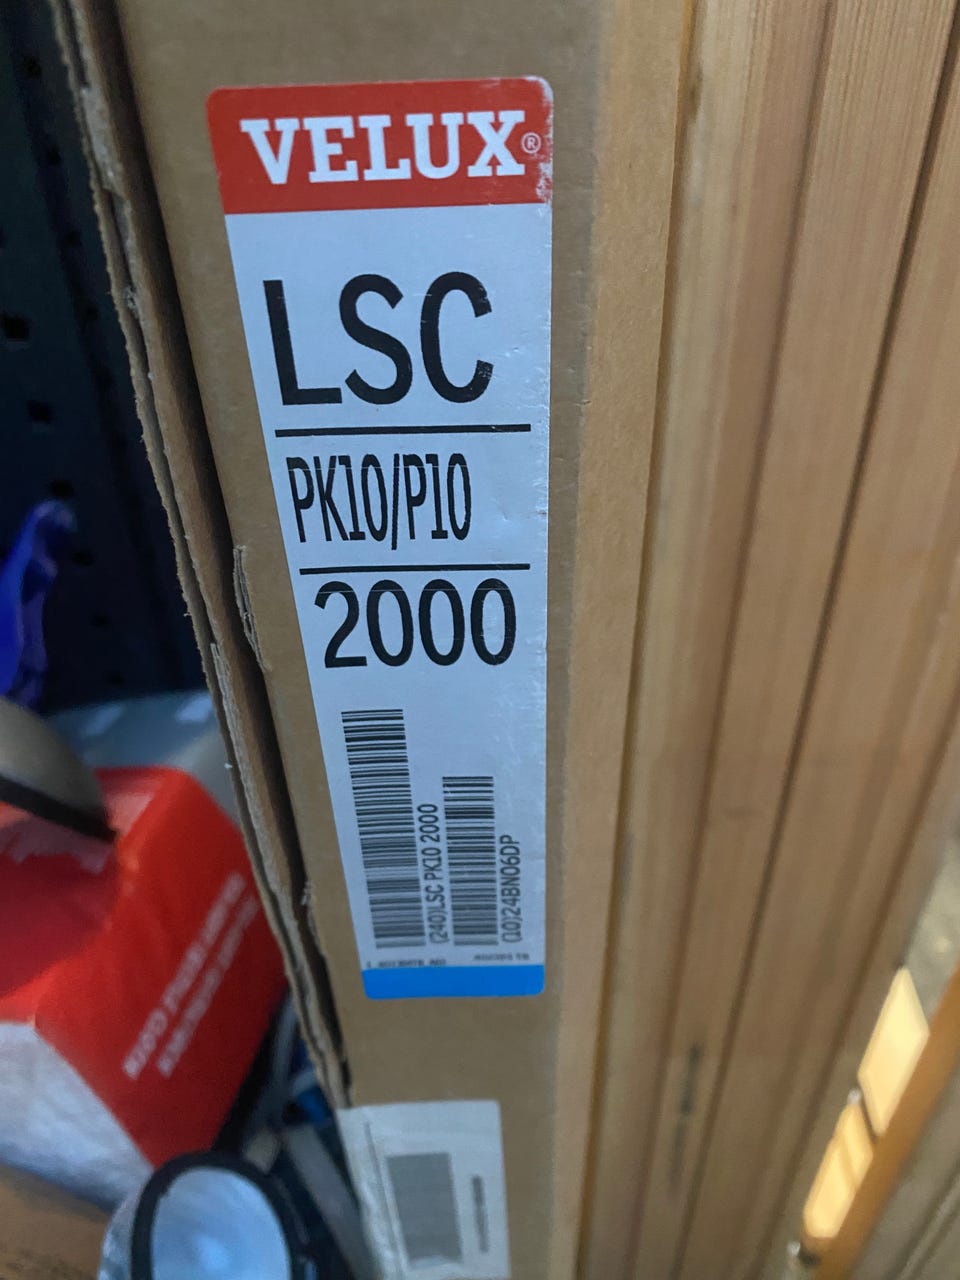 VELUX®
LSC
PK10/P10
2000
(240)LSC PK10 2000
(10)24BN06DP